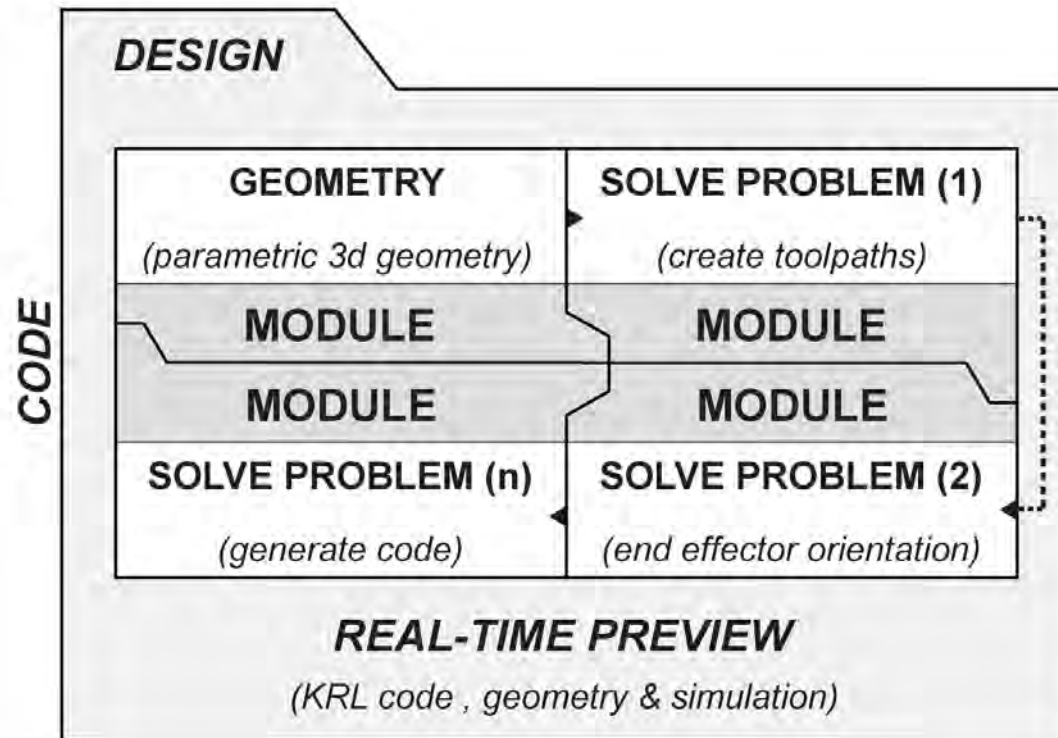 DESIGN
CODE
GEOMETRY
(parametric 3d geometry)
SOLVE PROBLEM (1)
(create toolpaths)
MODULE
MODULE
MODULE
MODULE
SOLVE PROBLEM (n)
(generate code)
SOLVE PROBLEM (2)
(end effector orientation)
REAL-TIME PREVIEW
(KRL code , geometry & simulation)